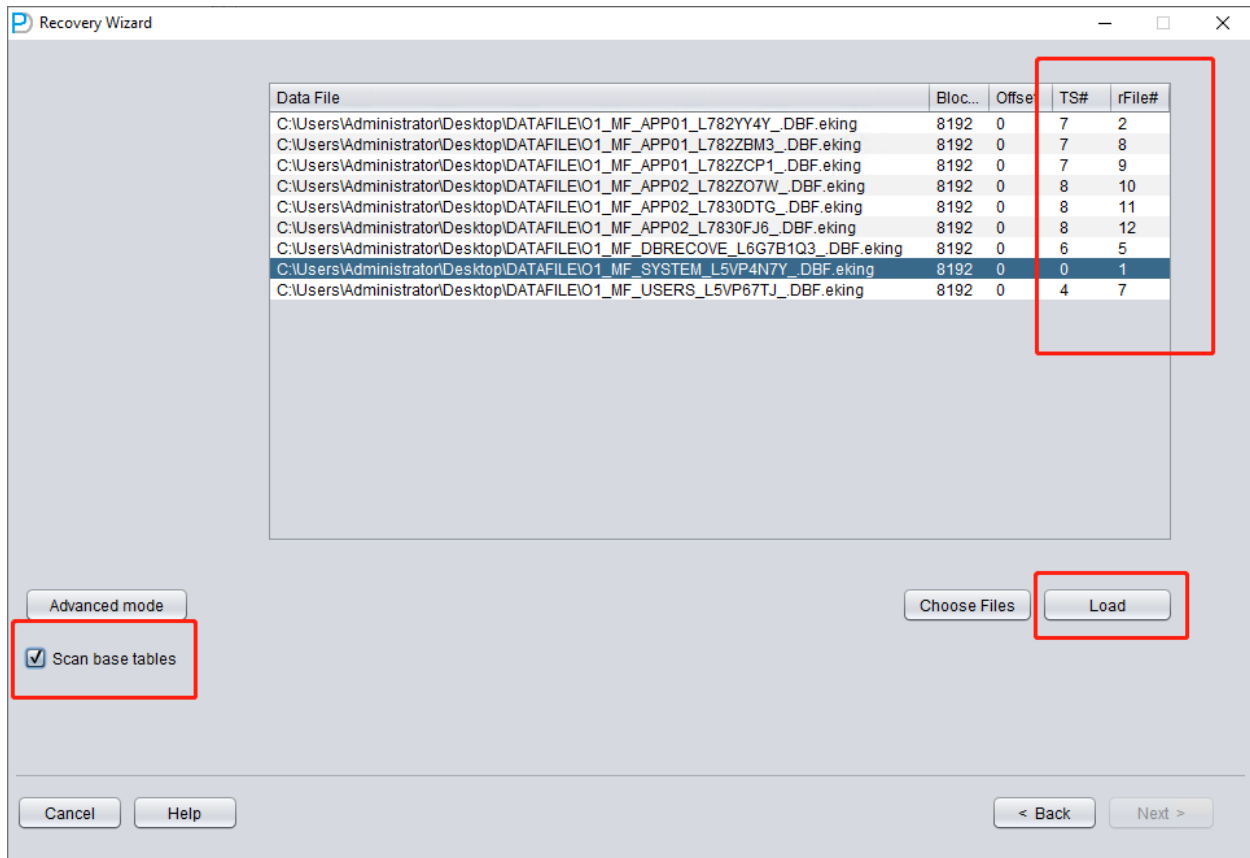 Recovery Wizard
Data File Bloc... Offset TS# rFile#
C:\Users\Administrator\Desktop\DATAFILE\O1_MF_APP01_L782YY4Y_.DBF.eking 8192 0 7 2
C:\Users\Administrator\Desktop\DATAFILE\O1_MF_APP01_L782ZBM3_.DBF.eking 8192 0 7 8
C:\Users\Administrator\Desktop\DATAFILE\O1_MF_APP01_L782ZCP1_.DBF.eking 8192 0 7 9
C:\Users\Administrator\Desktop\DATAFILE\O1_MF_APP02_L782ZO7W_.DBF.eking 8192 0 8 10
C:\Users\Administrator\Desktop\DATAFILE\O1_MF_APP02_L7830DTG_.DBF.eking 8192 0 8 11
C:\Users\Administrator\Desktop\DATAFILE\O1_MF_APP02_L7830FJ6_.DBF.eking 8192 0 8 12
C:\Users\Administrator\Desktop\DATAFILE\O1_MF_DBRECOVE_L6G7B1Q3_.DBF.eking 8192 0 6 5
C:\Users\Administrator\Desktop\DATAFILE\O1_MF_SYSTEM_L5VP4N7Y_.DBF.eking 8192 0 0 1
C:\Users\Administrator\Desktop\DATAFILE\O1_MF_USERS_L5VP67TJ_.DBF.eking 8192 0 4 7
Advanced mode Choose Files Load
Scan base tables
Cancel Help < Back Next >